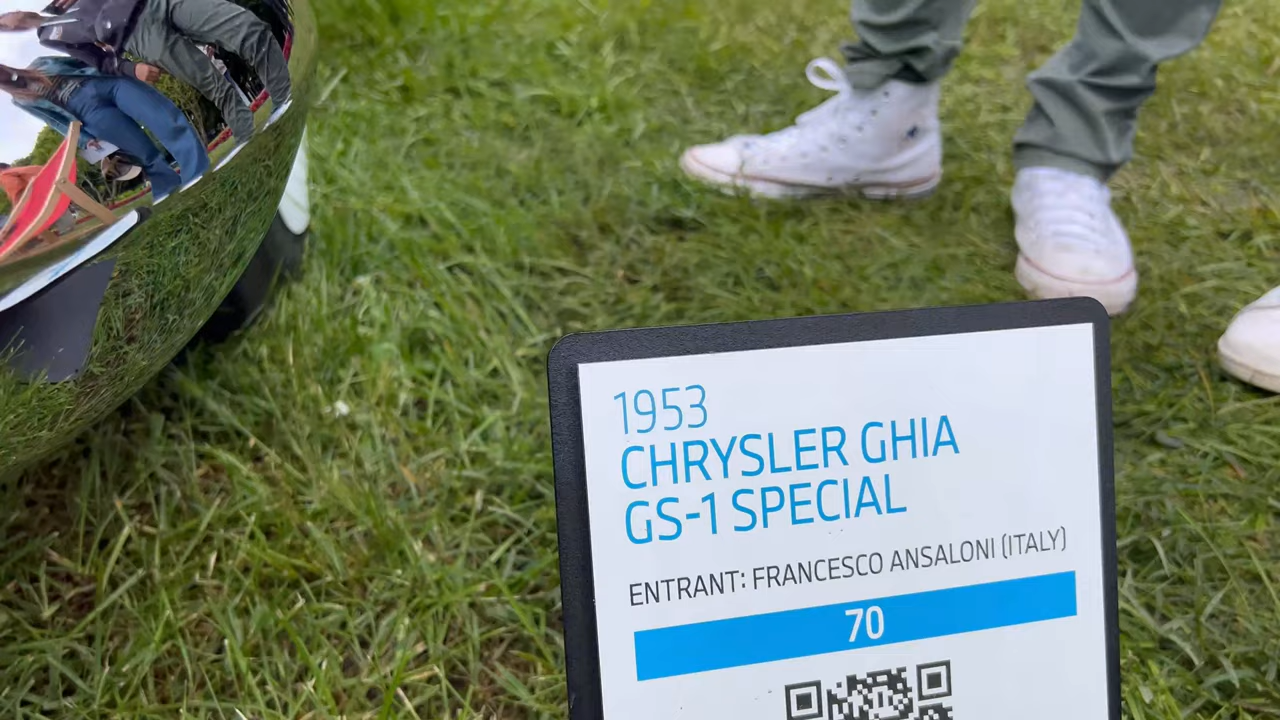 1953
CHRYSLER GHIA
GS-1 SPECIAL
ENTRANT: FRANCESCO ANSALONI (ITALY)
70